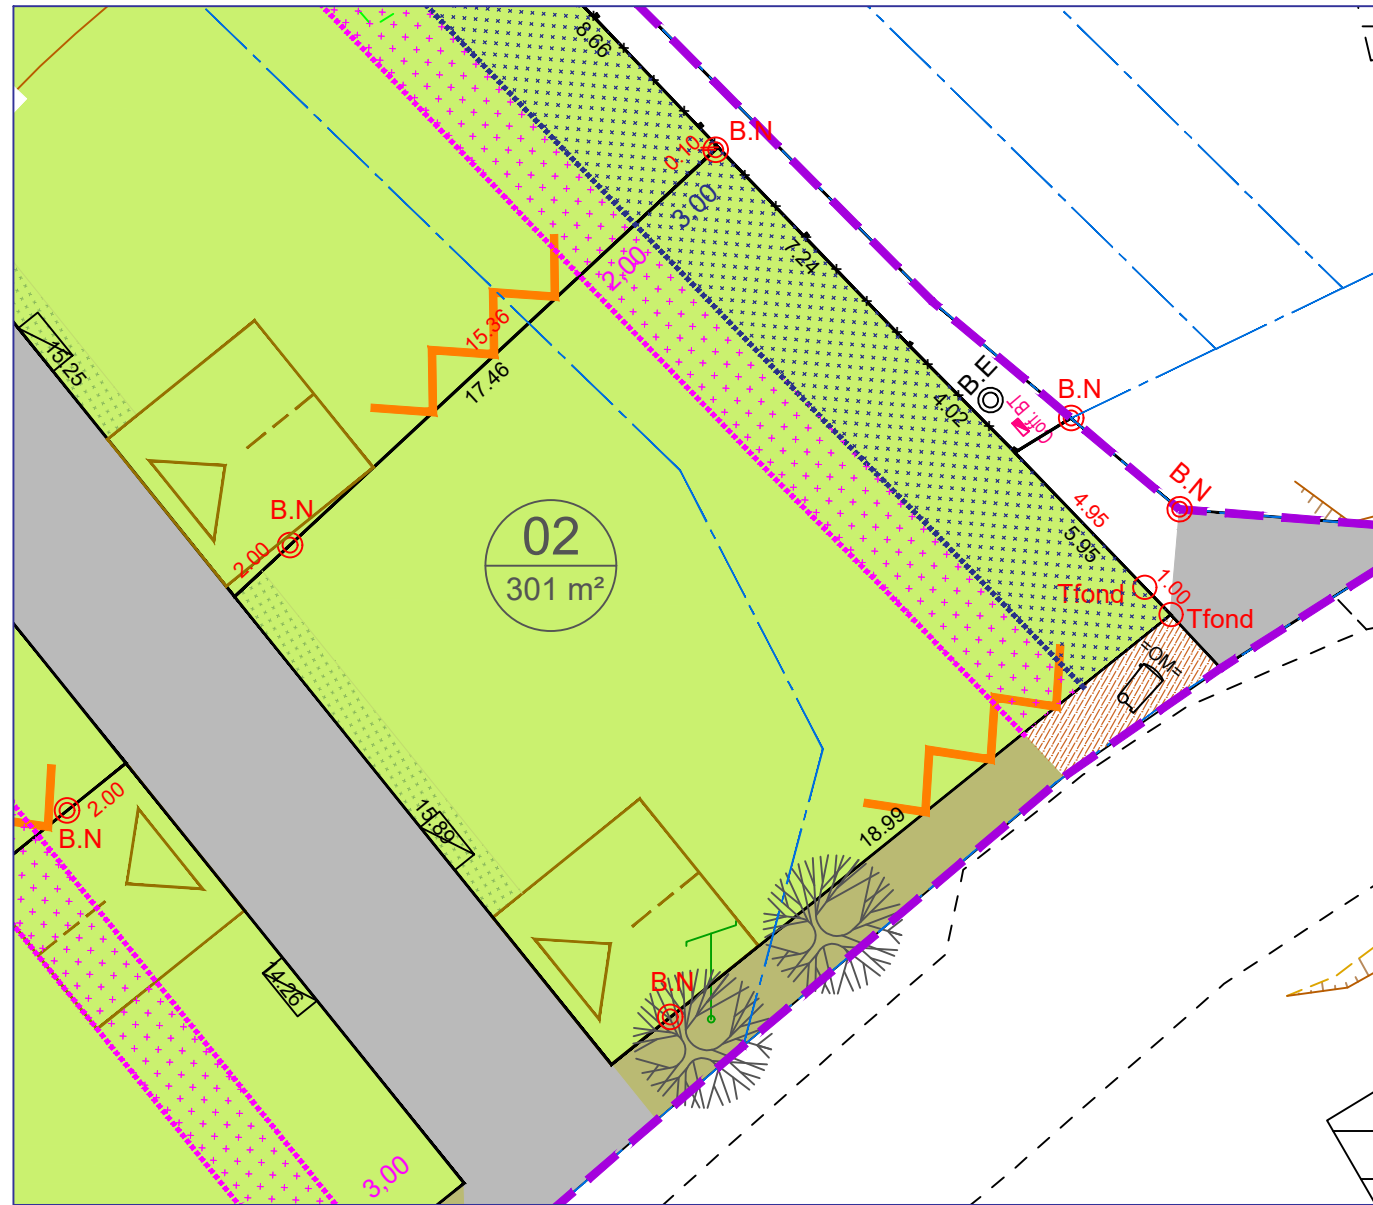 8.66
B.N
0.10
3,00
7.24
2,00
15.36
17.46
15.25
B.E
4.02
Coff.BT
B.N
B.N
4.95
5.95
B.N
2.00
02
301 m²
Tfond
1.00
Tfond
=OM=
2.00
B.N
15.89
18.99
B.N
14.26
3,00